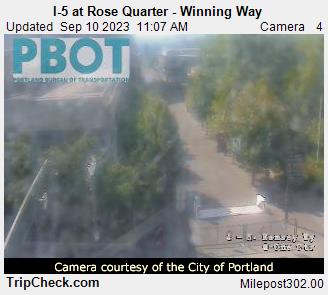 I-5 at Rose Quarter - Winning Way
Updated Sep 10 2023 11:07 AM Camera 4
PBOT
PORTLAND BUREAU OF TRANSPORTATION
Camera courtesy of the City of Portland
TripCheck.com Milepost302.00